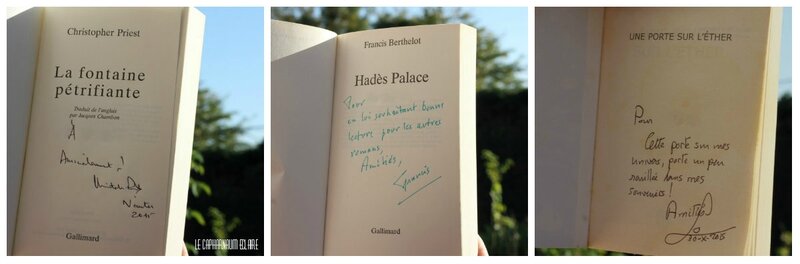 Christopher Priest
La fontaine
pétrifiante
Traduit de l'anglais
par Jacques Chambon
À
Amicalement!
Nantes
2015
Gallimard
LE CAPHARNAÜM ÉCLAIRÉ
Francis Berthelot
Hadès Palace
Pour
en lui souhaitant bonne
lecture pour les autres
romans,
Amitiés,
Francis
Gallimard
UNE PORTE SUR L'ÉTHER
Pour
Cette porte sur mes
univers, porte un peu
rouillée dans mes
souvenirs!
Amitiés
30-X-2015